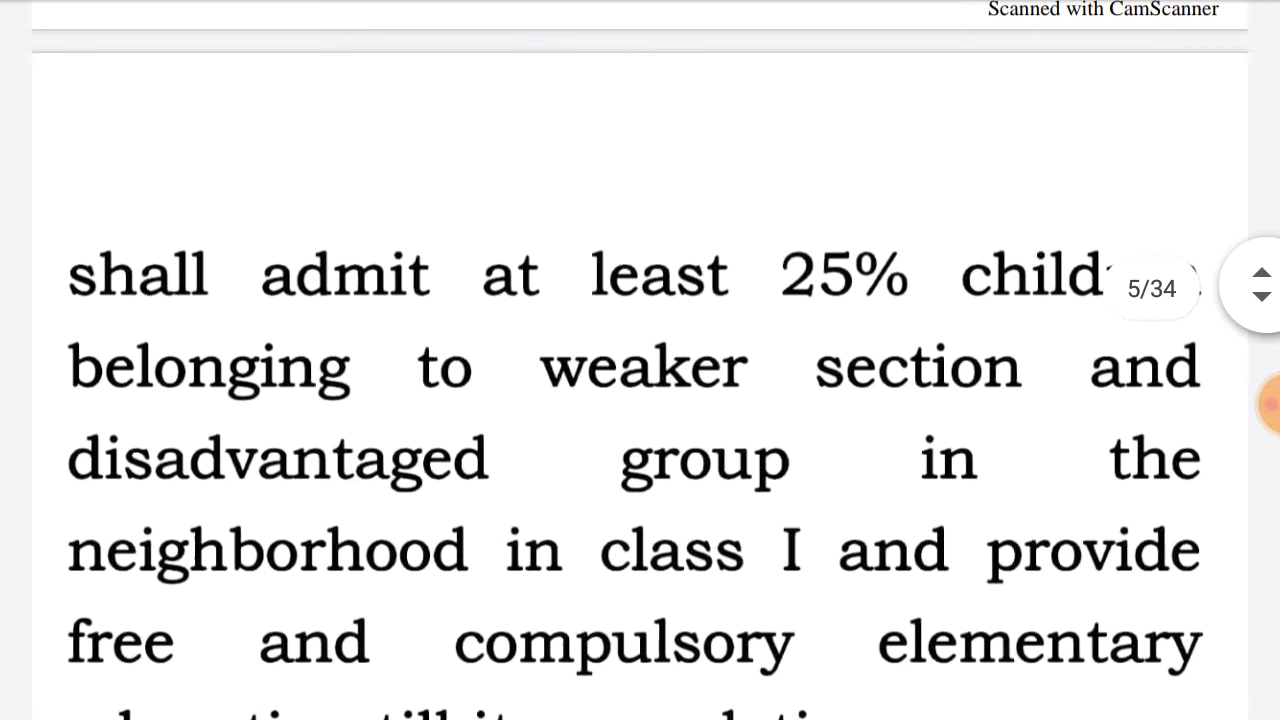 Scanned with CamScanner
shall admit at least 25%
5/34
belonging to weaker section and
disadvantaged group in the
neighborhood in class I and provide
free and compulsory elementary